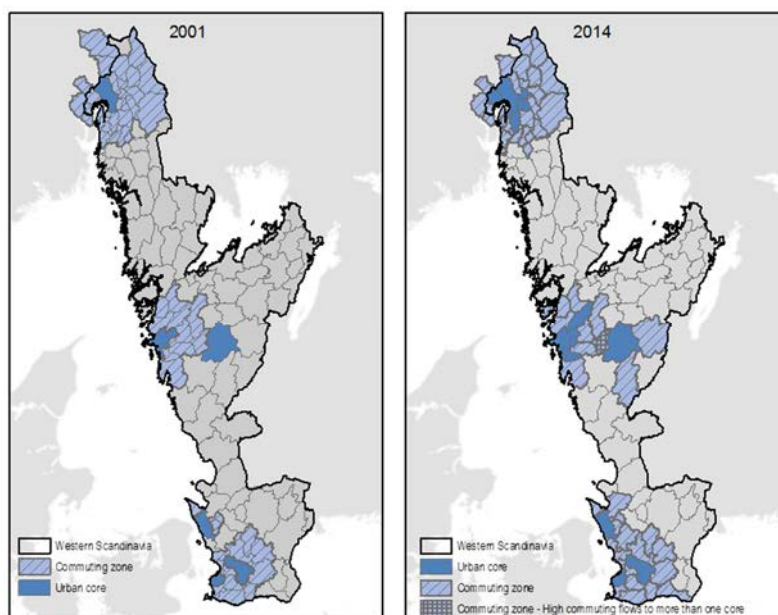 2001
Western Scandinavia
Commuting zone
Urban core
2014
Western Scandinavia
Urban core
Commuting zone
Commuting zone - High commuting flows to more than one core